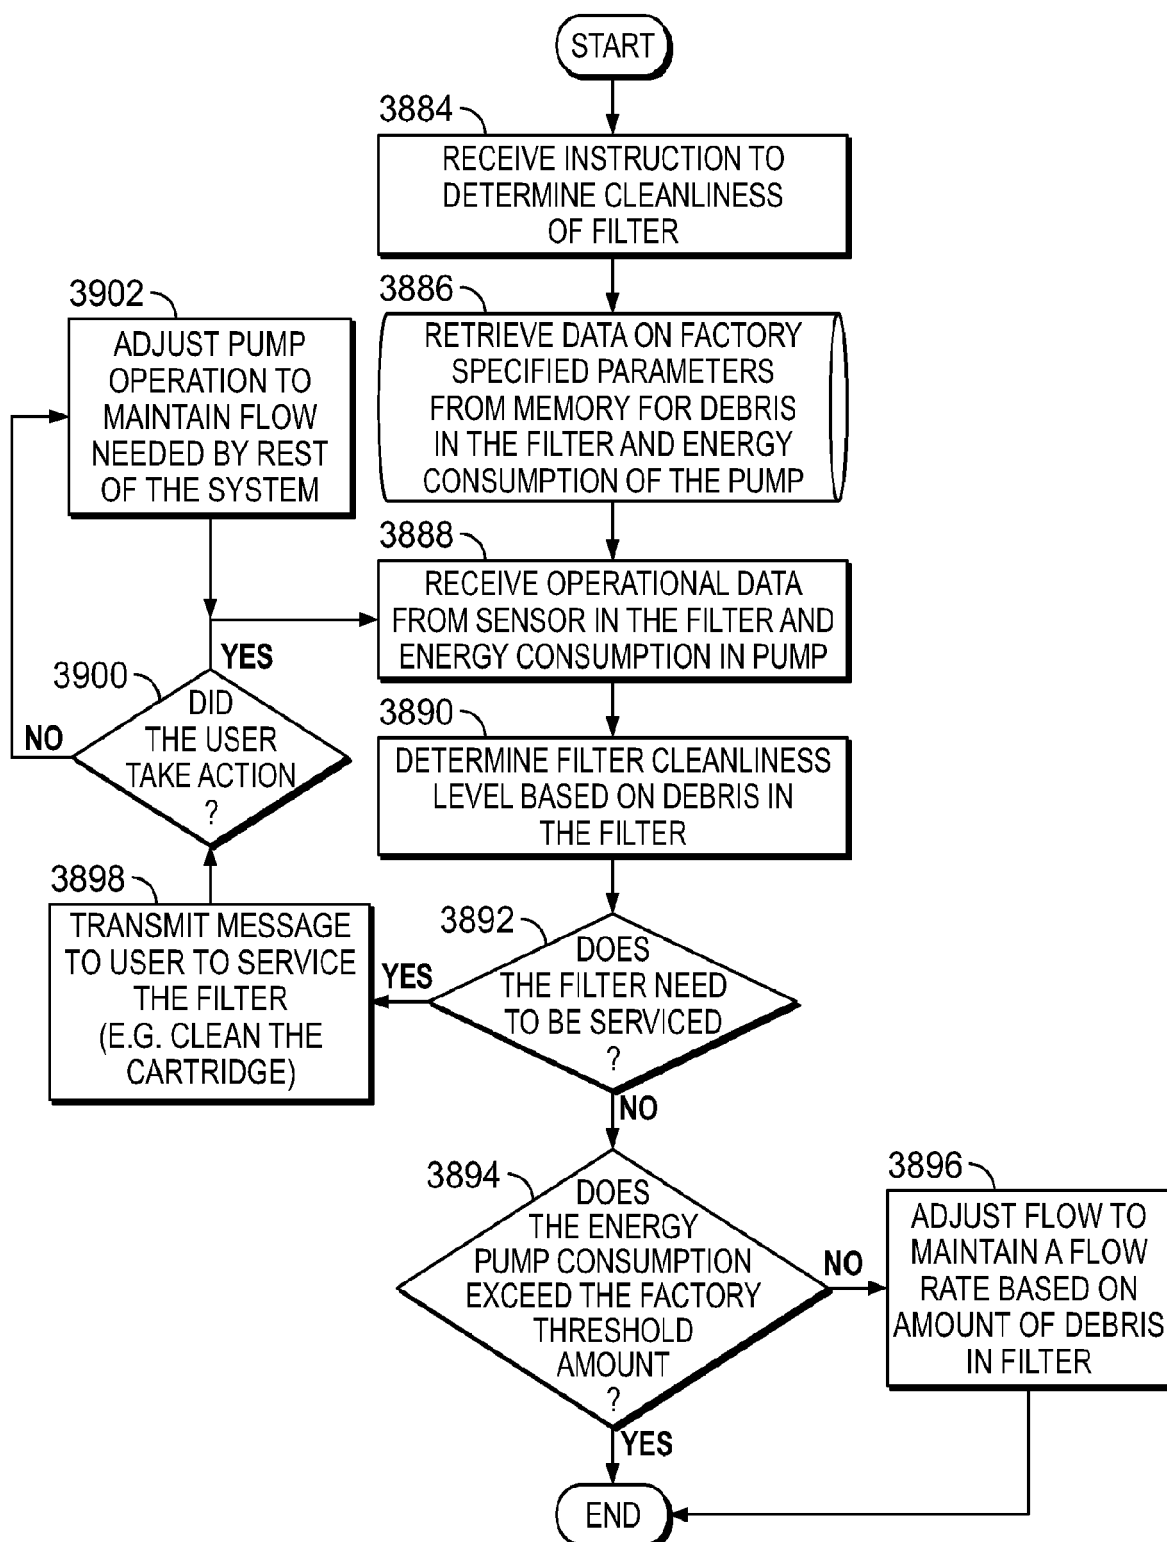 START
3884
RECEIVE INSTRUCTION TO
DETERMINE CLEANLINESS
OF FILTER
3886
RETRIEVE DATA ON FACTORY
SPECIFIED PARAMETERS
FROM MEMORY FOR DEBRIS
IN THE FILTER AND ENERGY
CONSUMPTION OF THE PUMP
3902
ADJUST PUMP
OPERATION TO
MAINTAIN FLOW
NEEDED BY REST
OF THE SYSTEM
3888
RECEIVE OPERATIONAL DATA
FROM SENSOR IN THE FILTER AND
ENERGY CONSUMPTION IN PUMP
YES
3900
DID
THE USER
TAKE ACTION
?
NO
3890
DETERMINE FILTER CLEANLINESS
LEVEL BASED ON DEBRIS IN
THE FILTER
3898
TRANSMIT MESSAGE
TO USER TO SERVICE
THE FILTER
(E.G. CLEAN THE
CARTRIDGE)
3892
YES
DOES
THE FILTER NEED
TO BE SERVICED
?
NO
3894
DOES
THE ENERGY
PUMP CONSUMPTION
EXCEED THE FACTORY
THRESHOLD
AMOUNT
?
NO
3896
ADJUST FLOW TO
MAINTAIN A FLOW
RATE BASED ON
AMOUNT OF DEBRIS
IN FILTER
YES
END